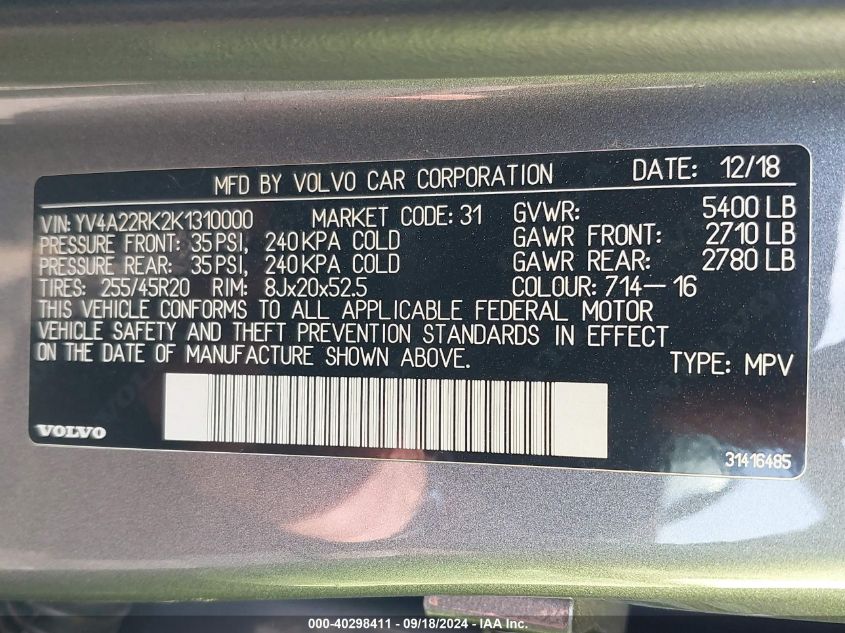 MFD BY VOLVO CAR CORPORATION DATE: 12/18
VIN: YV4A22RK2K1310000 MARKET CODE: 31 GVWR: 5400 LB
PRESSURE FRONT: 35 PSI, 240 KPA COLD GAWR FRONT: 2710 LB
PRESSURE REAR: 35 PSI, 240 KPA COLD GAWR REAR: 2780 LB
TIRES: 255/45R20 RIM: 8Jx20x52.5 COLOUR: 714-16
THIS VEHICLE CONFORMS TO ALL APPLICABLE FEDERAL MOTOR
VEHICLE SAFETY AND THEFT PREVENTION STANDARDS IN EFFECT
ON THE DATE OF MANUFACTURE SHOWN ABOVE. TYPE: MPV
VOLVO
31416485
000-40298411 - 09/18/2024 - IAA Inc.